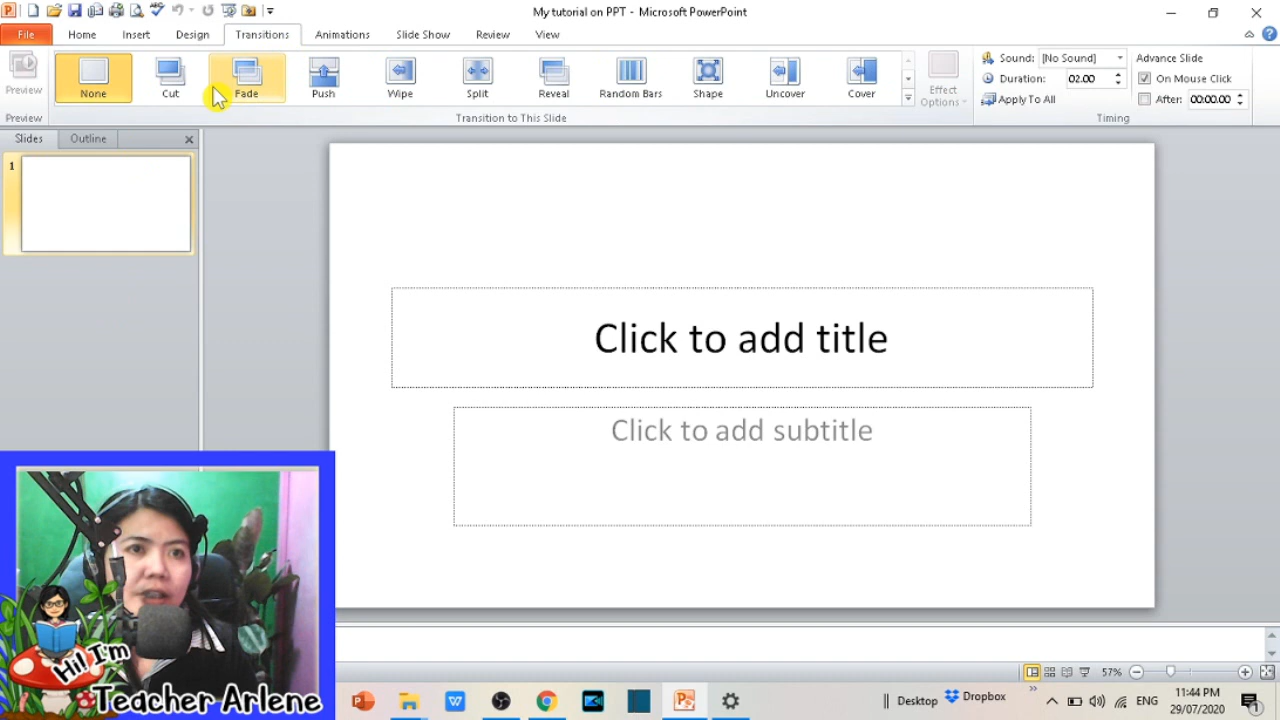 My tutorial on PPT - Microsoft PowerPoint
File Home Insert Design Transitions Animations Slide Show Review View
Preview
None Cut Fade Push Wipe Split Reveal Random Bars Shape Uncover Cover
Effect Options
Sound: [No Sound] Advance Slide
Duration: 02.00 On Mouse Click
Apply To All After: 00:00.00
Preview Transition to This Slide Timing
Slides Outline
1
Click to add title
Click to add subtitle
Hi! I'm
Teacher Arlene
57%
Desktop Dropbox ENG 11:44 PM
29/07/2020